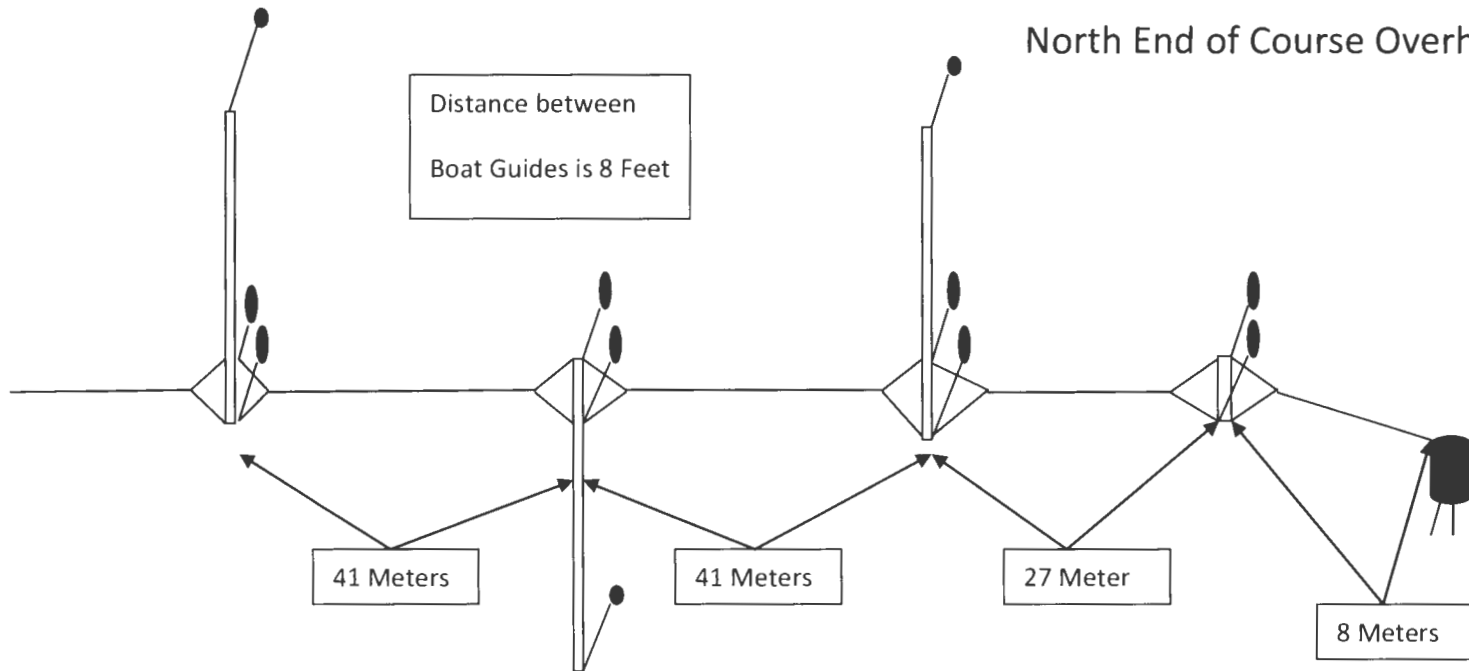 North End of Course Overh
Distance between
Boat Guides is 8 Feet
41 Meters
41 Meters
27 Meter
8 Meters